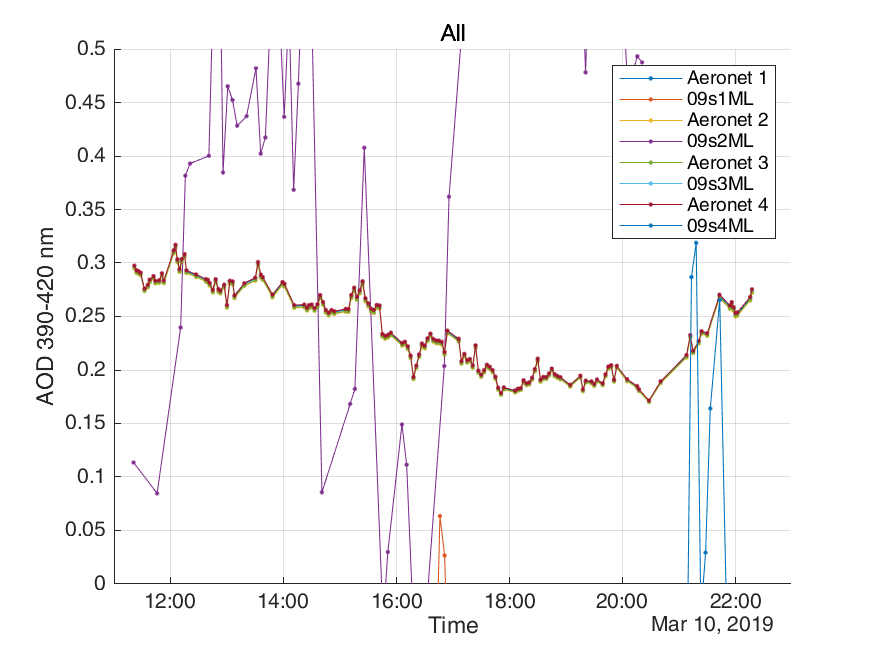 All
0.5
0.45
0.4
0.35
0.3
0.25
0.2
0.15
0.1
0.05
0
AOD 390-420 nm
Aeronet 1
09s1ML
Aeronet 2
09s2ML
Aeronet 3
09s3ML
Aeronet 4
09s4ML
12:00 14:00 16:00 18:00 20:00 22:00
Time
Mar 10, 2019